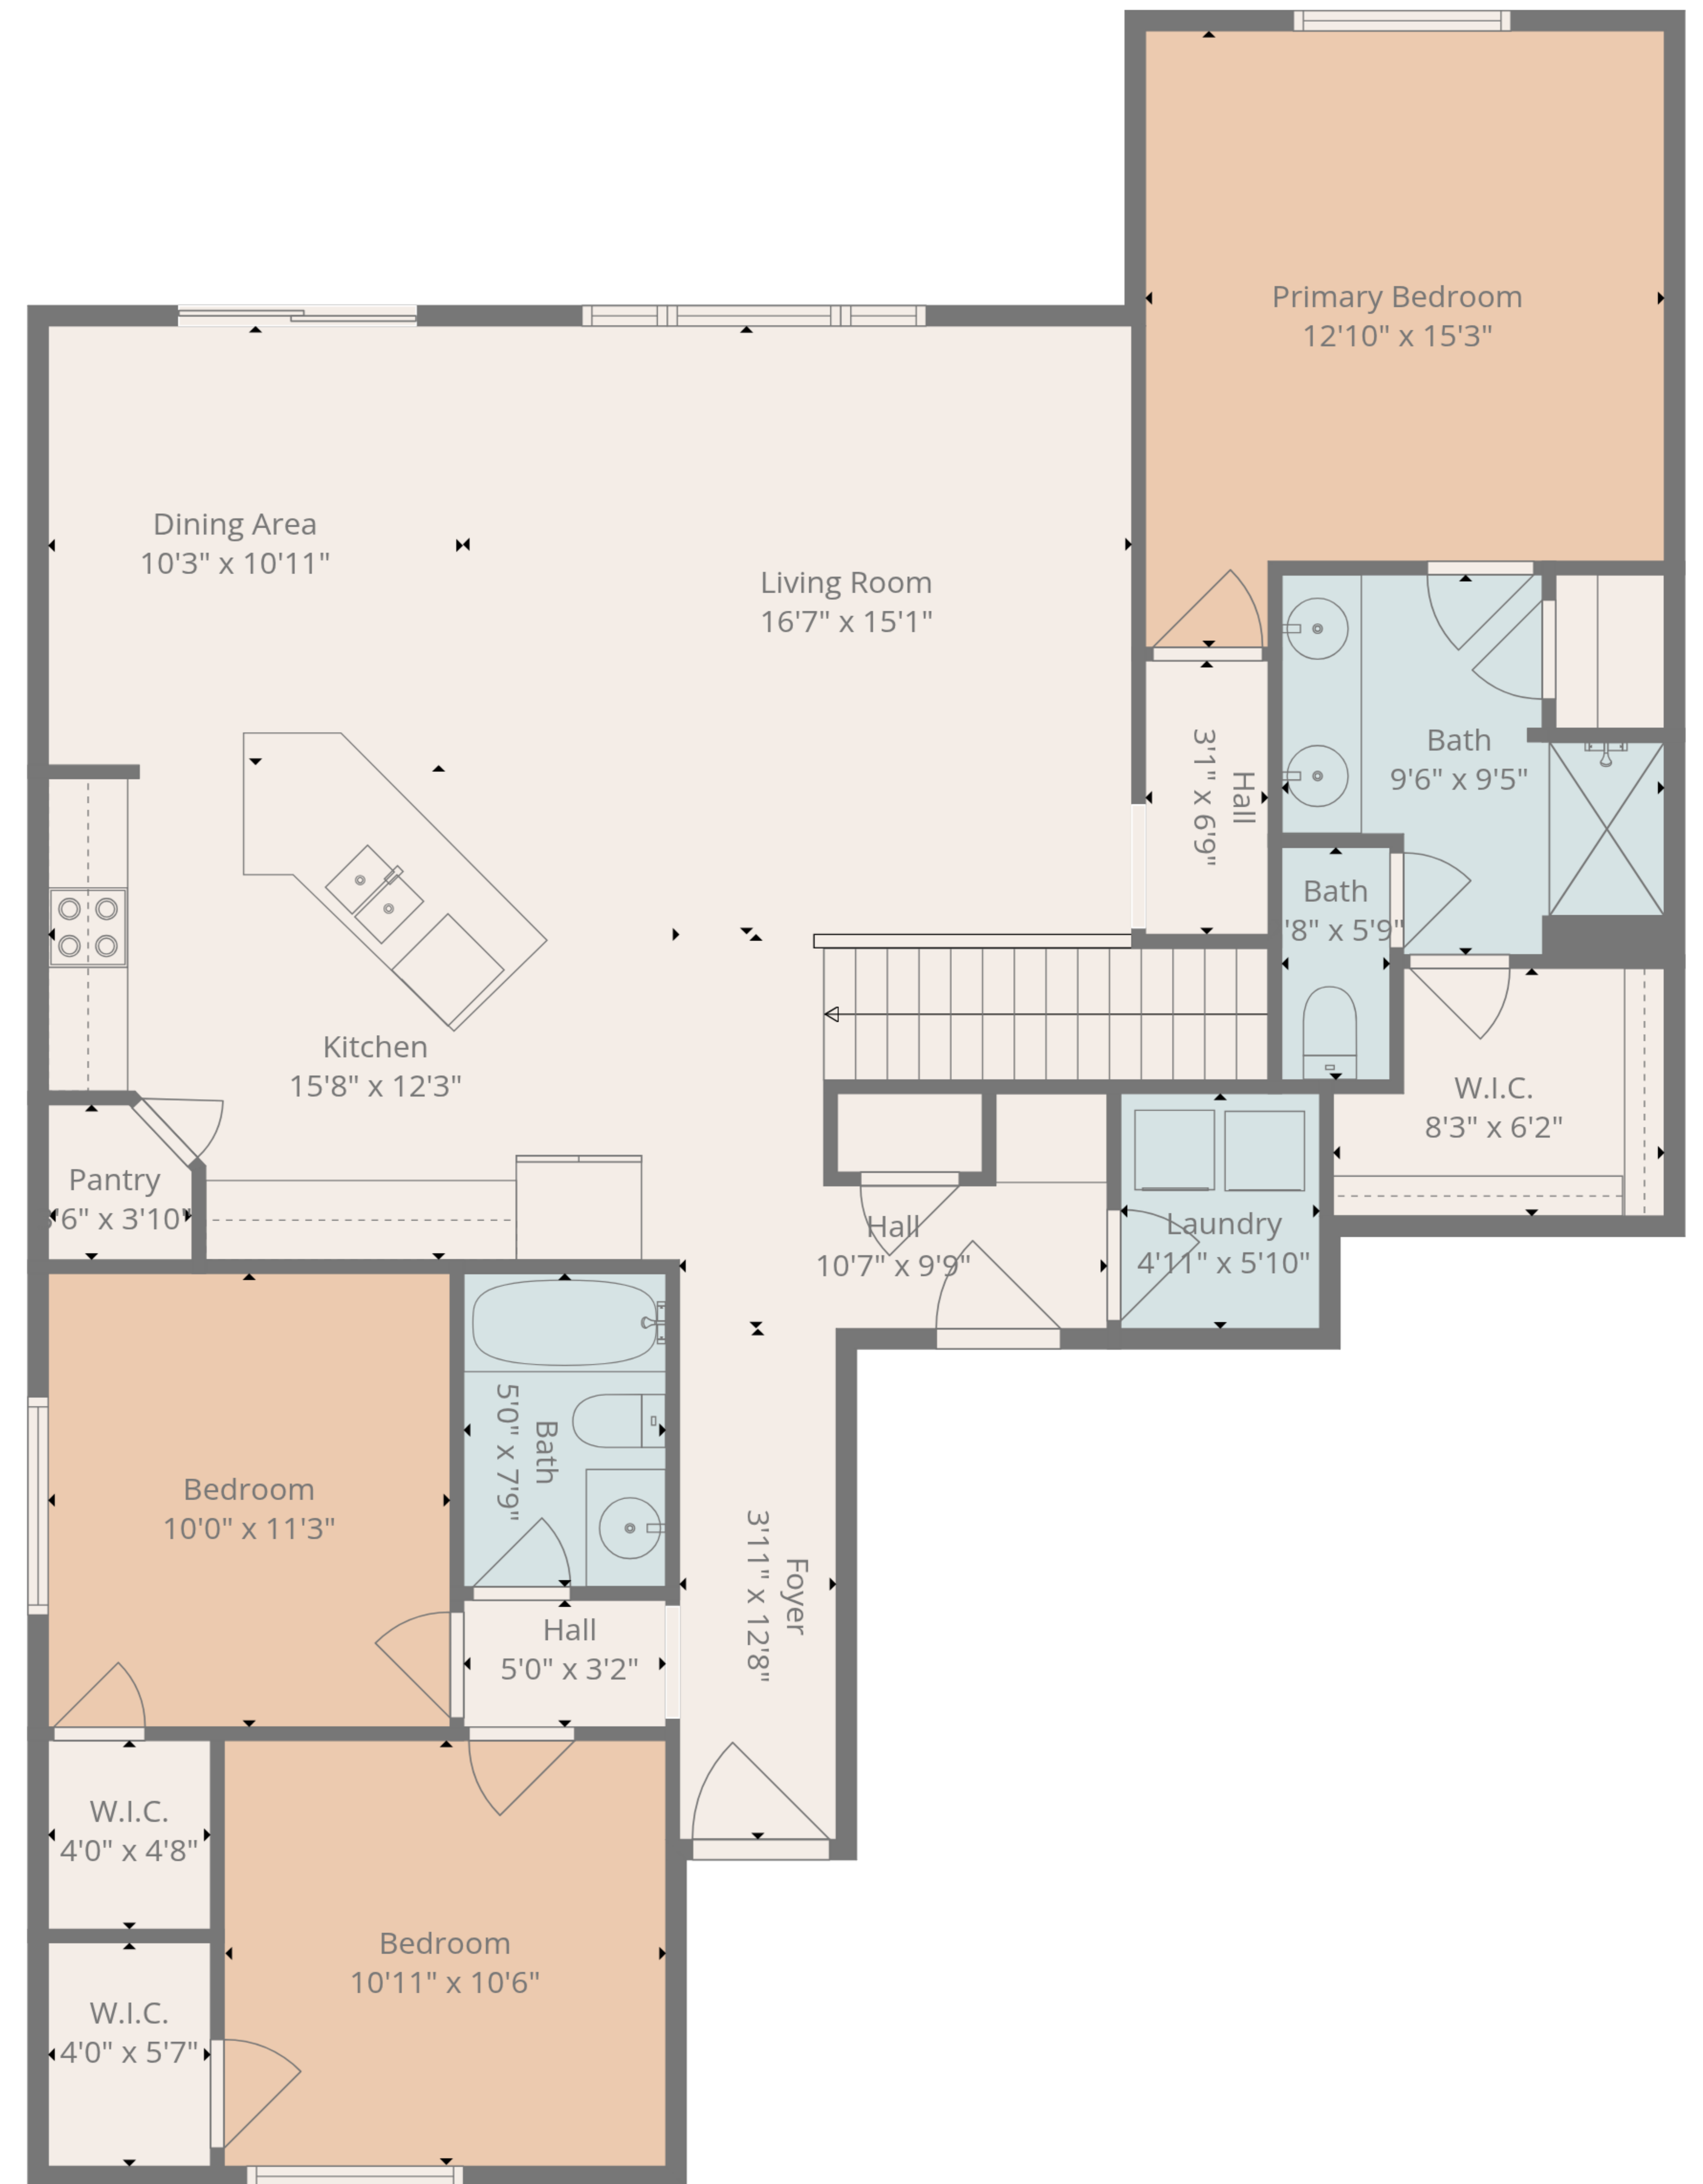 Primary Bedroom
12'10" x 15'3"
Dining Area
10'3" x 10'11"
Living Room
16'7" x 15'1"
Hall
3'1" x 6'9"
Bath
9'6" x 9'5"
Bath
'8" x 5'9"
Kitchen
15'8" x 12'3"
W.I.C.
8'3" x 6'2"
Pantry
'6" x 3'10"
Hall
10'7" x 9'9"
Laundry
4'11" x 5'10"
Bath
5'0" x 7'9"
Bedroom
10'0" x 11'3"
Foyer
3'11" x 12'8"
Hall
5'0" x 3'2"
W.I.C.
4'0" x 4'8"
Bedroom
10'11" x 10'6"
W.I.C.
4'0" x 5'7"